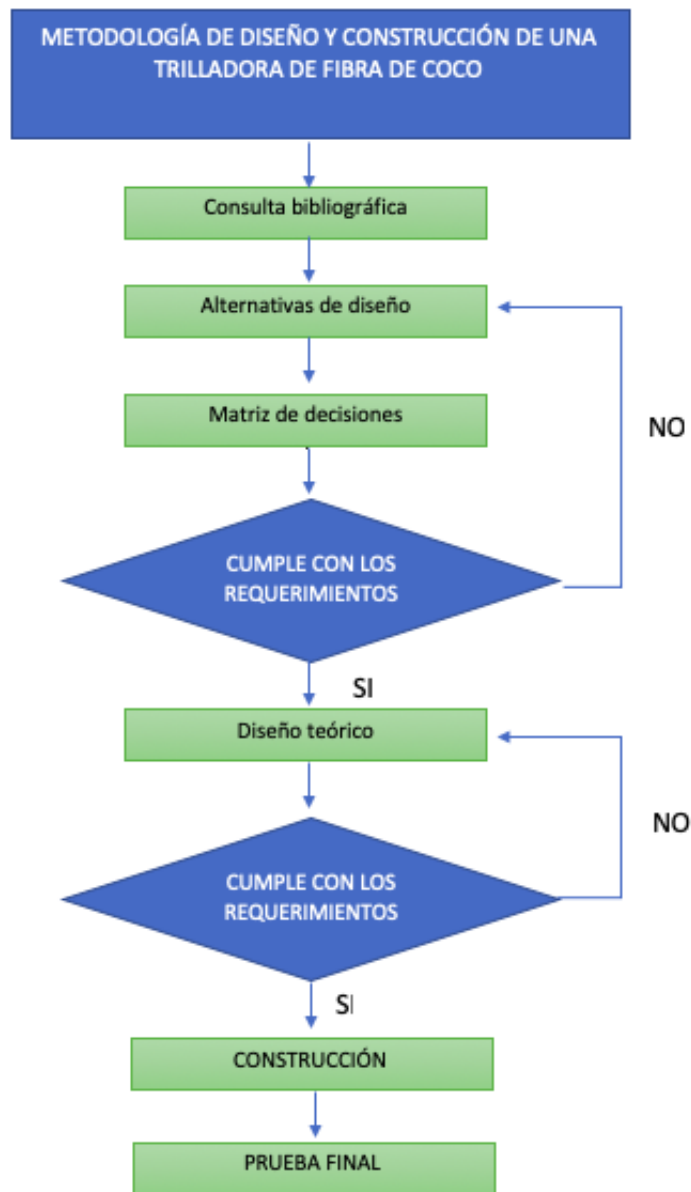 METODOLOGÍA DE DISEÑO Y CONSTRUCCIÓN DE UNA
TRILLADORA DE FIBRA DE COCO
Consulta bibliográfica
Alternativas de diseño
Matriz de decisiones
NO
CUMPLE CON LOS
REQUERIMIENTOS
SI
Diseño teórico
NO
CUMPLE CON LOS
REQUERIMIENTOS
SI
CONSTRUCCIÓN
PRUEBA FINAL